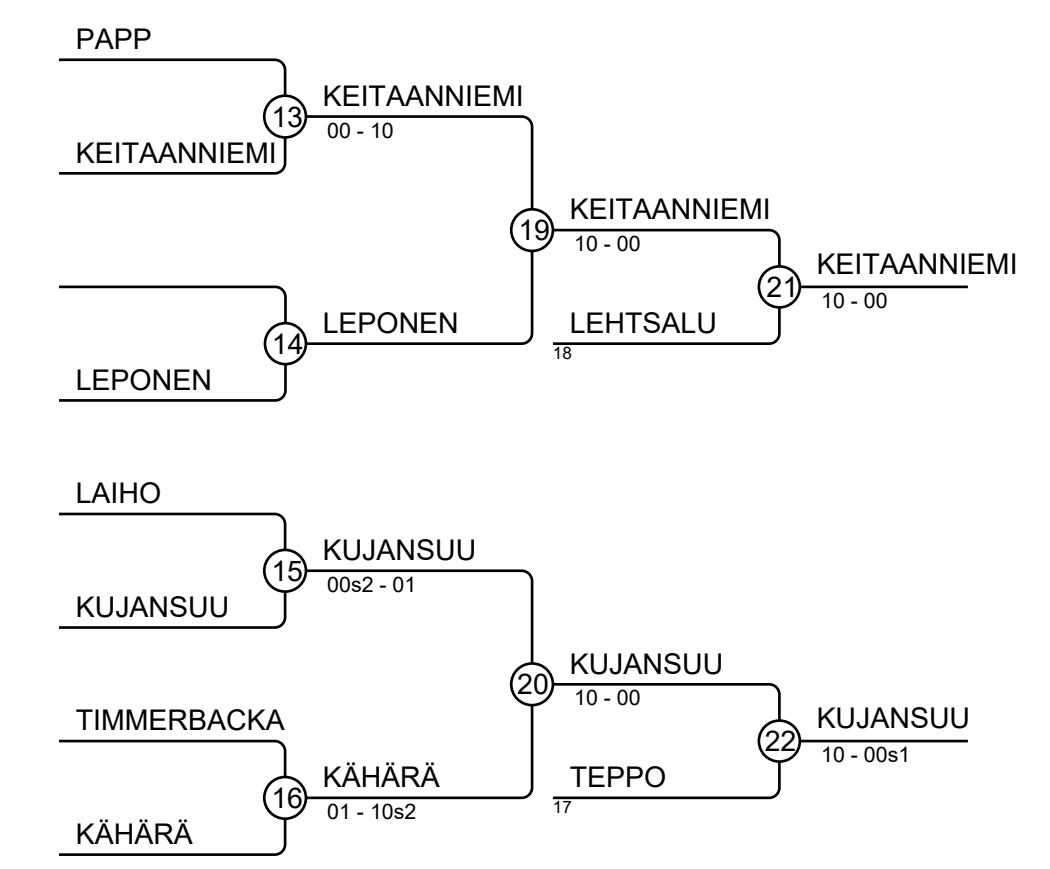 PAPP
KEITAANNIEMI
13
00 - 10
KEITAANNIEMI
KEITAANNIEMI
19
10 - 00
KEITAANNIEMI
21
10 - 00
LEPONEN
14
LEHTSALU
18
LEPONEN
LAIHO
KUJANSUU
15
00s2 - 01
KUJANSUU
KUJANSUU
20
10 - 00
TIMMERBACKA
KUJANSUU
22
10 - 00s1
KÄHÄRÄ
16
01 - 10s2
TEPPO
17
KÄHÄRÄ